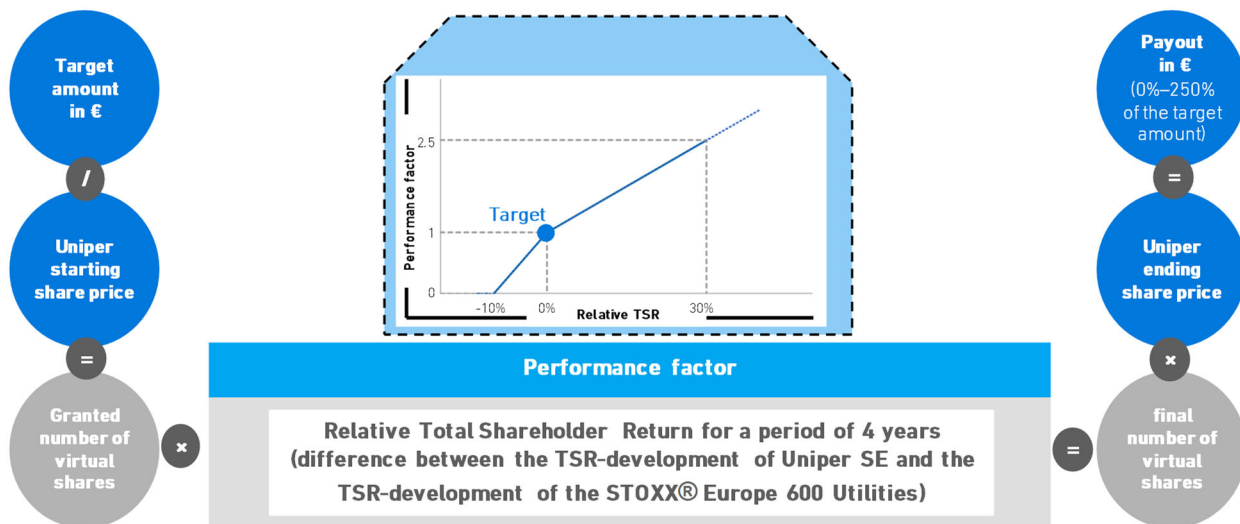 Target
amount
in €
/
Uniper
starting
share price
=
Granted
number of
virtual
shares
×
Performance factor
2.5
1
0
Target
-10%
0%
30%
Relative TSR
Performance factor
Relative Total Shareholder Return for a period of 4 years
(difference between the TSR-development of Uniper SE and the
TSR-development of the STOXX® Europe 600 Utilities)
=
final
number of
virtual
shares
×
Uniper
ending
share price
=
Payout
in €
(0%–250%
of the target
amount)